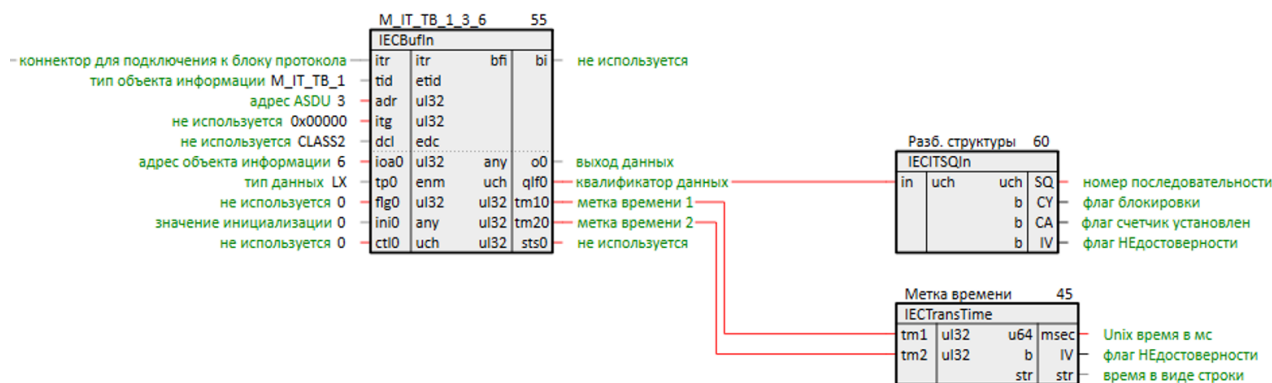 M_IT_TB_1_3_6 55
IECBufIn
коннектор для подключения к блоку протокола itr itr bfi bi не используется
тип объекта информации M_IT_TB_1 tid etid
адрес ASDU 3 adr ul32
не используется 0x00000 itg ul32
не используется CLASS2 dcl edc
адрес объекта информации 6 ioa0 ul32 any o0 выход данных
тип данных LX tp0 enm uch qlf0 квалификатор данных
не используется 0 flg0 ul32 ul32 tm10 метка времени 1
значение инициализации 0 ini0 any ul32 tm20 метка времени 2
не используется 0 ctl0 uch ul32 sts0 не используется
Разб. структуры 60
IECITSQIn
in uch uch SQ номер последовательности
b CY флаг блокировки
b CA флаг счетчик установлен
b IV флаг НЕдостоверности
Метка времени 45
IECTransTime
tm1 ul32 u64 msec Unix время в мс
tm2 ul32 b IV флаг НЕдостоверности
str str время в виде строки